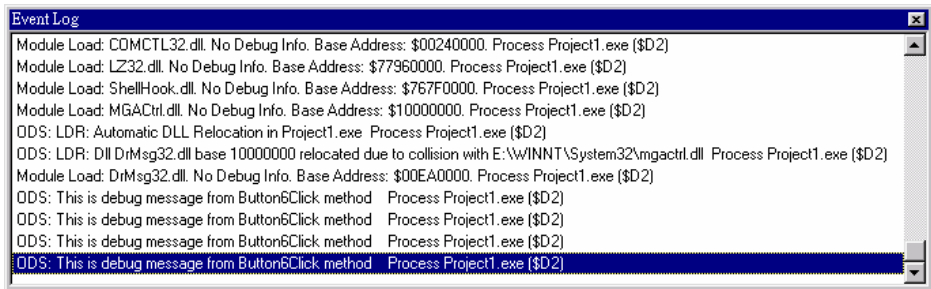 Event Log
Module Load: COMCTL32.dll. No Debug Info. Base Address: $00240000. Process Project1.exe ($D2)
Module Load: LZ32.dll. No Debug Info. Base Address: $77960000. Process Project1.exe ($D2)
Module Load: ShellHook.dll. No Debug Info. Base Address: $767F0000. Process Project1.exe ($D2)
Module Load: MGACtrl.dll. No Debug Info. Base Address: $10000000. Process Project1.exe ($D2)
ODS: LDR: Automatic DLL Relocation in Project1.exe  Process Project1.exe ($D2)
ODS: LDR: Dll DrMsg32.dll base 10000000 relocated due to collision with E:\WINNT\System32\mgactrl.dll  Process Project1.exe ($D2)
Module Load: DrMsg32.dll. No Debug Info. Base Address: $00EA0000. Process Project1.exe ($D2)
ODS: This is debug message from Button6Click method    Process Project1.exe ($D2)
ODS: This is debug message from Button6Click method    Process Project1.exe ($D2)
ODS: This is debug message from Button6Click method    Process Project1.exe ($D2)
ODS: This is debug message from Button6Click method    Process Project1.exe ($D2)